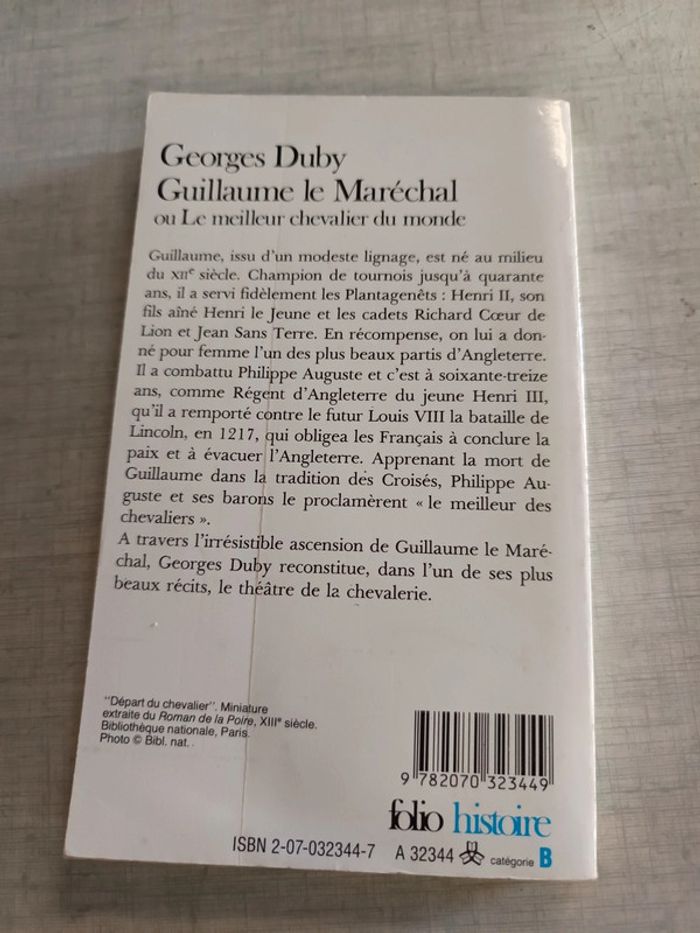 Georges Duby
Guillaume le Maréchal
ou Le meilleur chevalier du monde
Guillaume, issu d'un modeste lignage, est né au milieu
du XIIe siècle. Champion de tournois jusqu'à quarante
ans, il a servi fidèlement les Plantagenêts : Henri II, son
fils aîné Henri le Jeune et les cadets Richard Cœur de
Lion et Jean Sans Terre. En récompense, on lui a don-
né pour femme l'un des plus beaux partis d'Angleterre.
Il a combattu Philippe Auguste et c'est à soixante-treize
ans, comme Régent d'Angleterre du jeune Henri III,
qu'il a remporté contre le futur Louis VIII la bataille de
Lincoln, en 1217, qui obligea les Français à conclure la
paix et à évacuer l'Angleterre. Apprenant la mort de
Guillaume dans la tradition des Croisés, Philippe Au-
guste et ses barons le proclamèrent « le meilleur des
chevaliers ».
A travers l'irrésistible ascension de Guillaume le Maré-
chal, Georges Duby reconstitue, dans l'un de ses plus
beaux récits, le théâtre de la chevalerie.
"Départ du chevalier". Miniature
extraite du Roman de la Poire, XIIIe siècle.
Bibliothèque nationale, Paris.
Photo © Bibl. nat.
9 782070 323449
folio histoire
ISBN 2-07-032344-7 A 32344 catégorie B